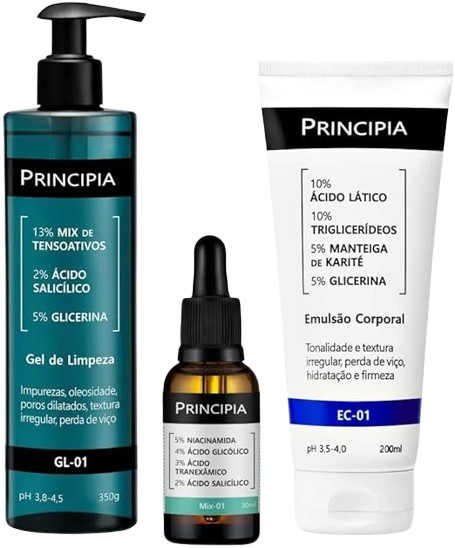 PRINCIPIA
13% MIX DE
TENSOATIVOS
2% ÁCIDO
SALICÍLICO
5% GLICERINA
Gel de Limpeza
Impurezas, oleosidade,
poros dilatados, textura
irregular, perda de viço
GL-01
pH 3,8-4,5 350g
PRINCIPIA
5% NIACINAMIDA
4% ÁCIDO GLICÓLICO
3% ÁCIDO
TRANEXÂMICO
2% ÁCIDO SALICÍLICO
Mix-01 30ml
PRINCIPIA
10%
ÁCIDO LÁTICO
10%
TRIGLICERÍDEOS
5% MANTEIGA
DE KARITÉ
5% GLICERINA
Emulsão Corporal
Tonalidade e textura
irregular, perda de viço,
hidratação e firmeza
EC-01
pH 3,5-4,0 200ml